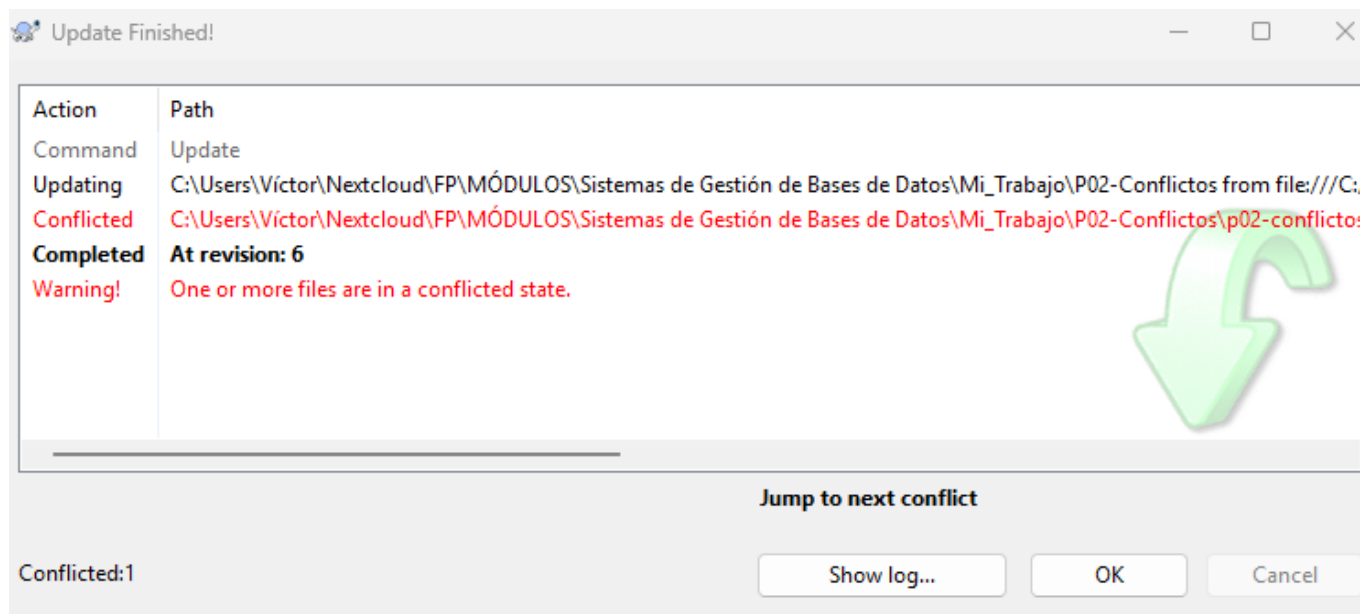 Update Finished!
Action Path
Command Update
Updating C:\Users\Víctor\Nextcloud\FP\MÓDULOS\Sistemas de Gestión de Bases de Datos\Mi_Trabajo\P02-Conflictos from file:///C:/
Conflicted C:\Users\Víctor\Nextcloud\FP\MÓDULOS\Sistemas de Gestión de Bases de Datos\Mi_Trabajo\P02-Conflictos\p02-conflictos
Completed At revision: 6
Warning! One or more files are in a conflicted state.
Jump to next conflict
Conflicted:1 Show log... OK Cancel